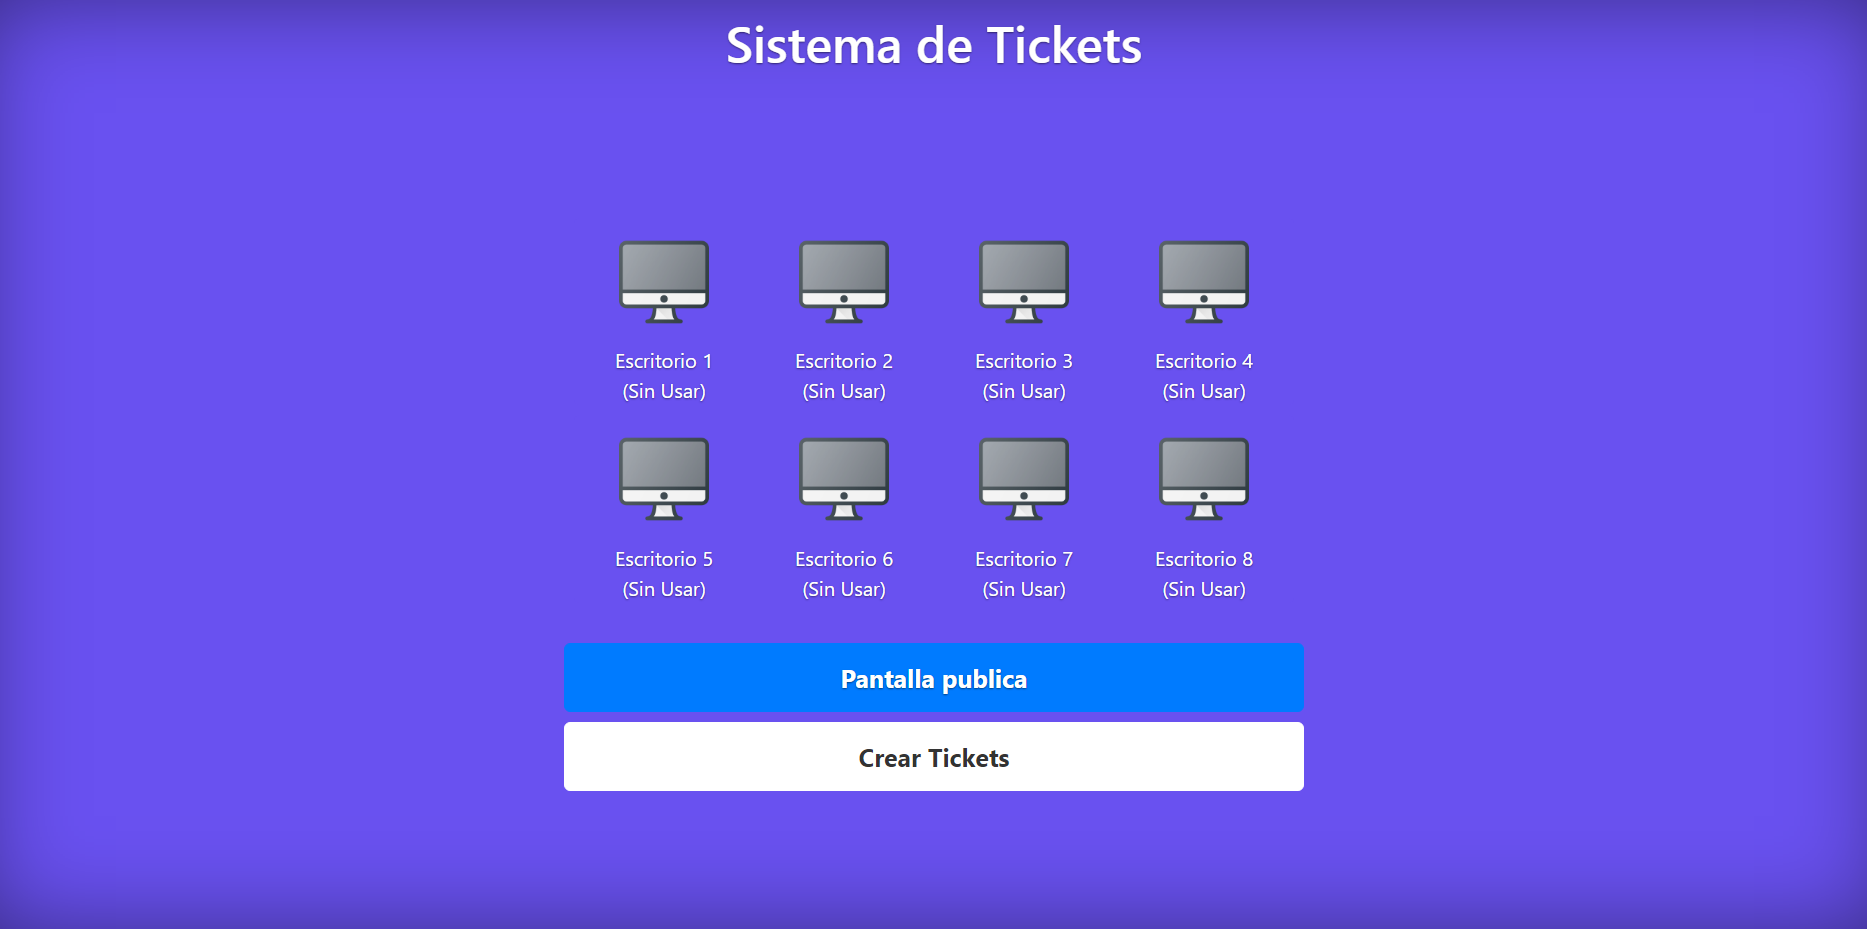 Sistema de Tickets
Escritorio 1
(Sin Usar)
Escritorio 2
(Sin Usar)
Escritorio 3
(Sin Usar)
Escritorio 4
(Sin Usar)
Escritorio 5
(Sin Usar)
Escritorio 6
(Sin Usar)
Escritorio 7
(Sin Usar)
Escritorio 8
(Sin Usar)
Pantalla publica
Crear Tickets